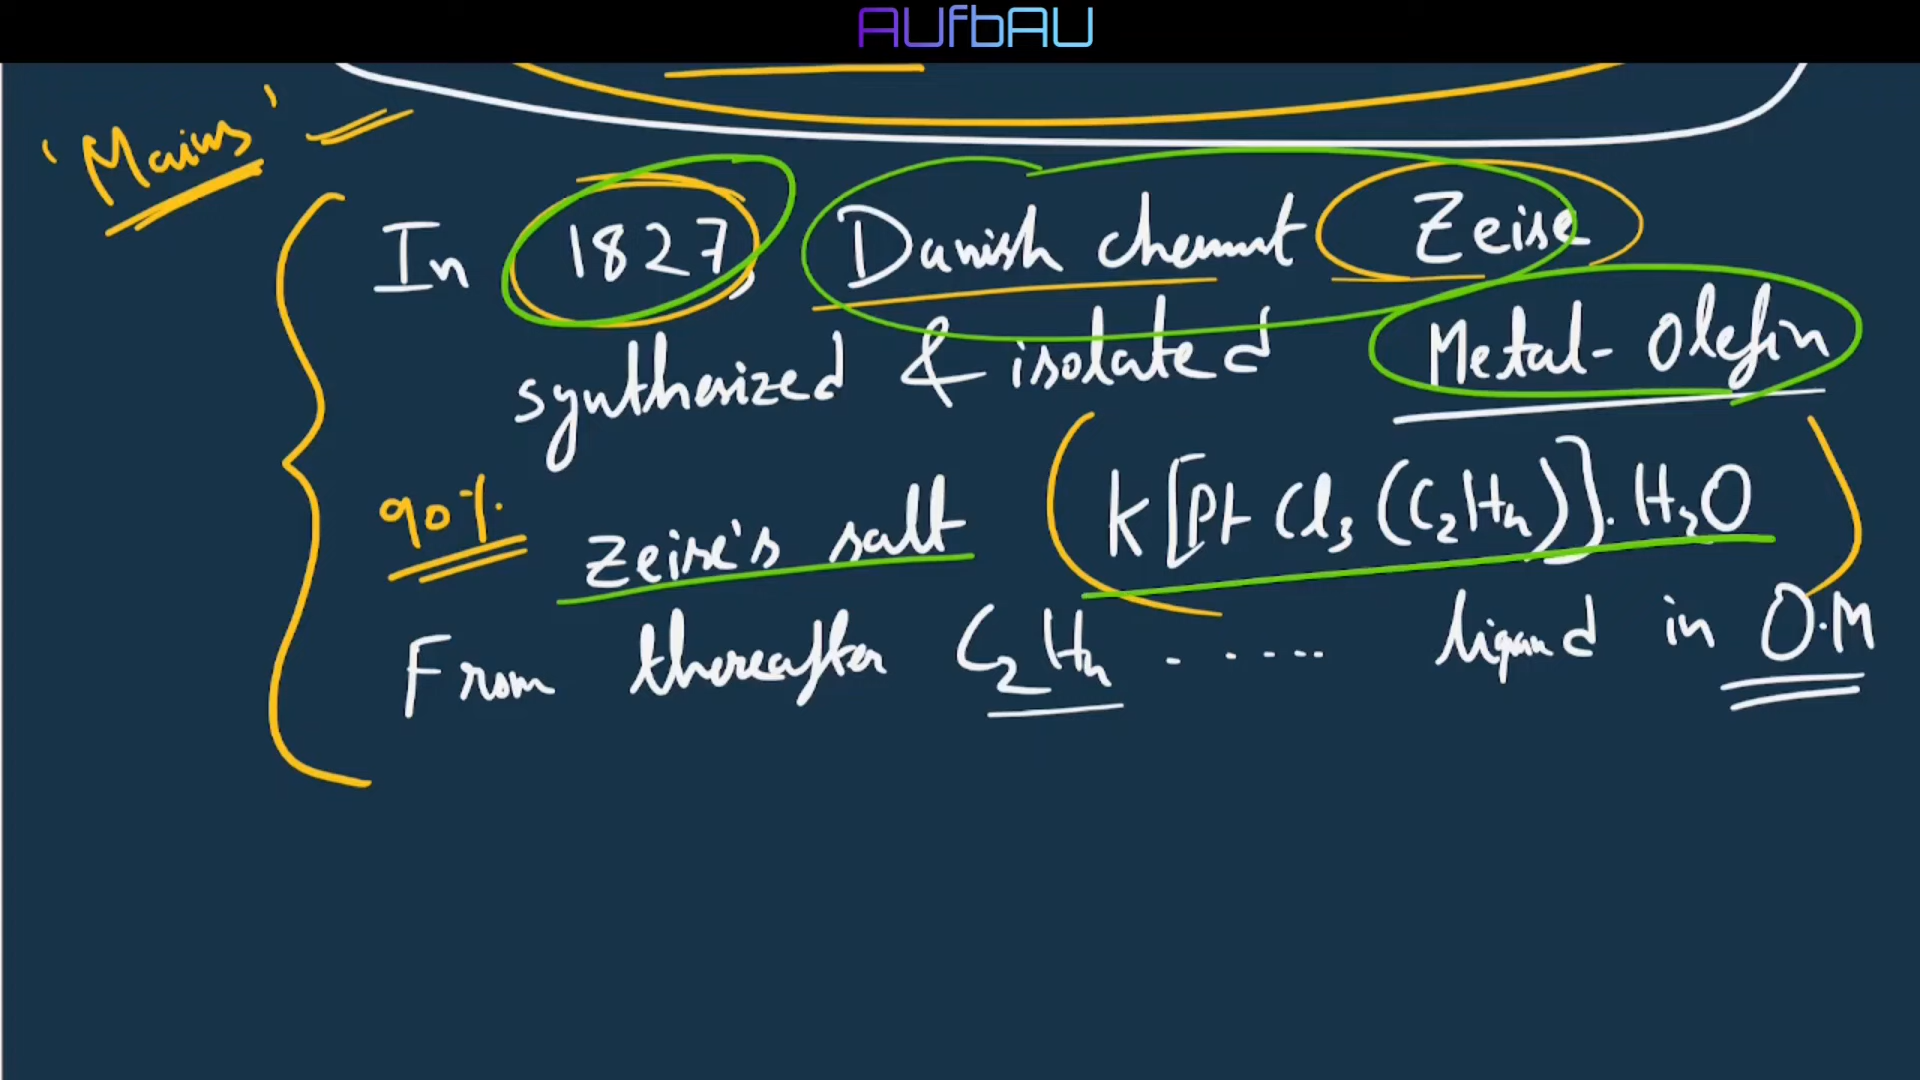 AUfbAU
'Mains'
In 1827, Danish chemist Zeise
synthesized & isolated Metal-Olefin
90% Zeise's salt (K[PtCl₃(C₂H₄)].H₂O)
From thereafter C₂H₄ ...... ligand in O.M